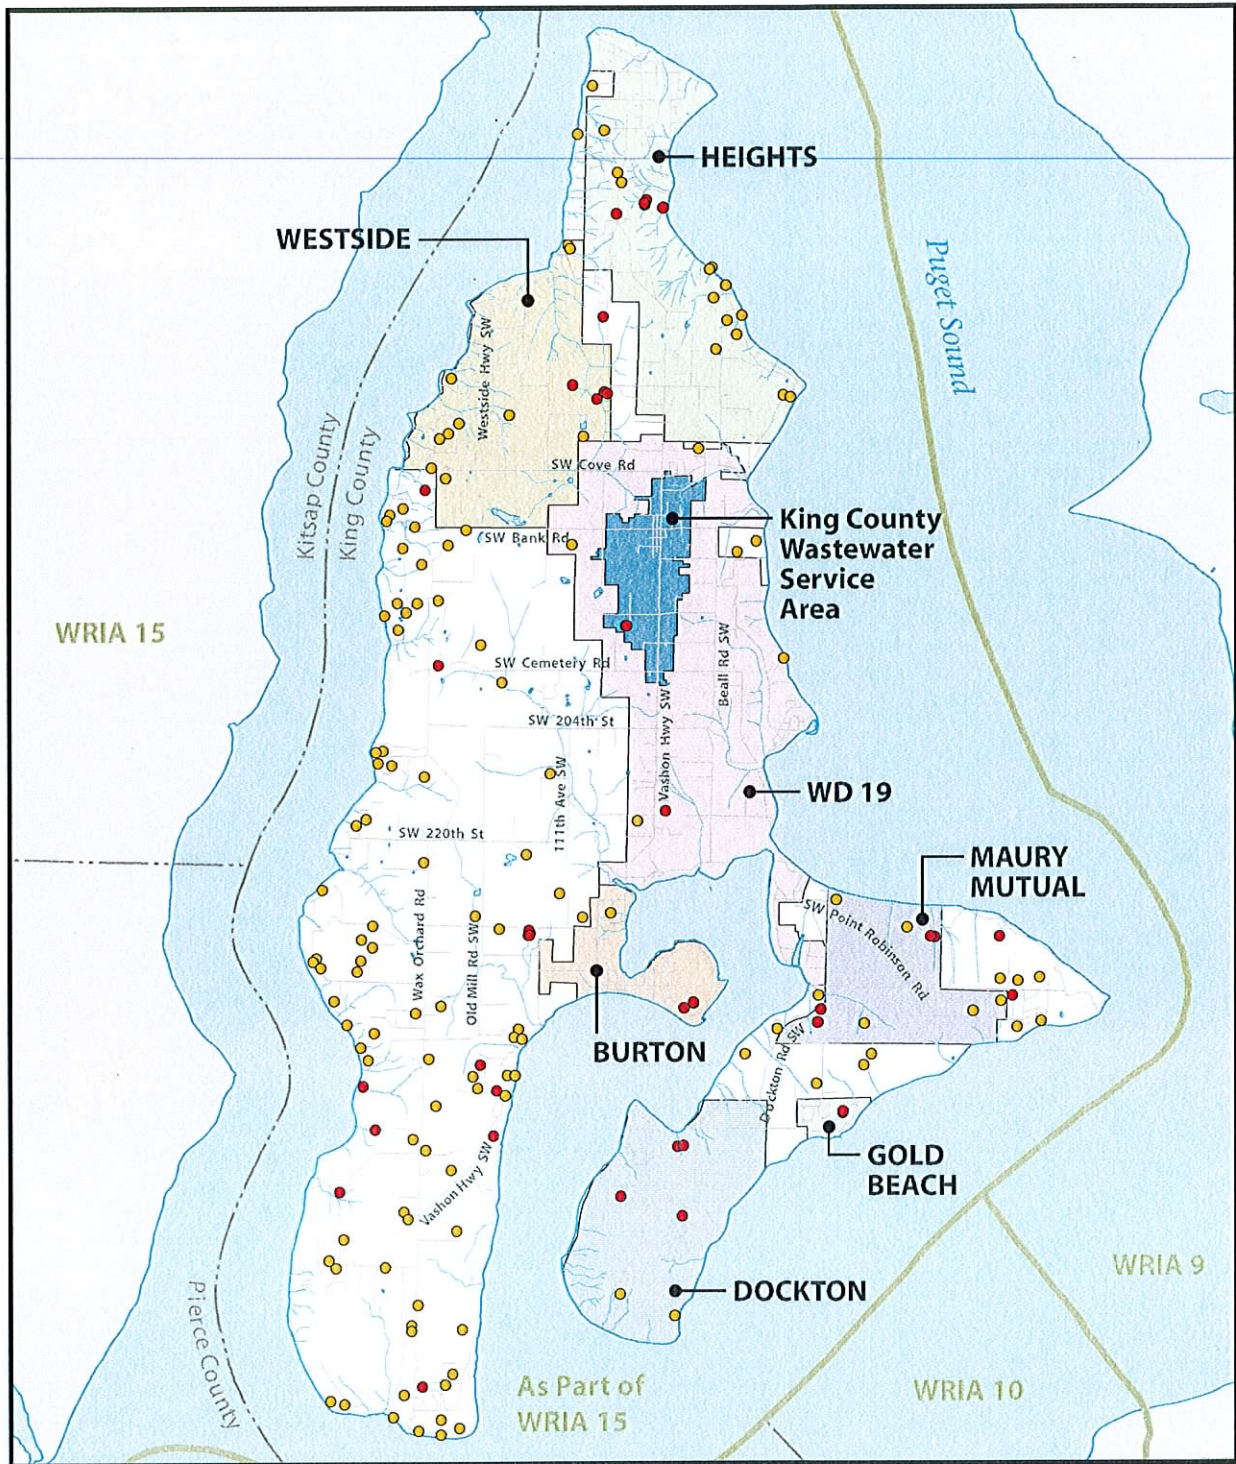 HEIGHTS
WESTSIDE
Puget Sound
Westside Hwy SW
Kitsap County
King County
SW Cove Rd
King County
Wastewater
Service
Area
SW Bank Rd
WRIA 15
Beall Rd SW
SW Cemetery Rd
SW 204th St
Vashon Hwy SW
111th Ave SW
WD 19
SW 220th St
MAURY
MUTUAL
Wax Orchard Rd
Old Mill Rd SW
SW Point Robinson Rd
BURTON
Dockton Rd SW
GOLD
BEACH
Vashon Hwy SW
WRIA 9
DOCKTON
Pierce County
As Part of
WRIA 15
WRIA 10